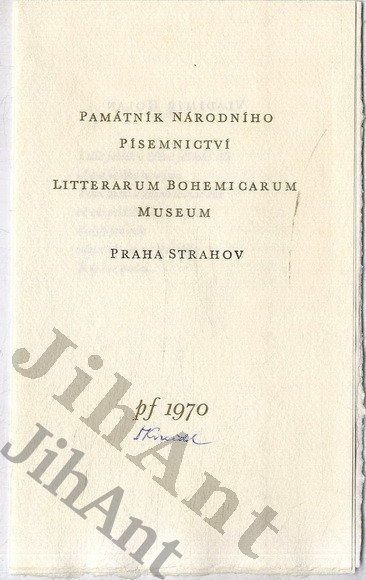 PAMÁTNÍK NÁRODNÍHO
PÍSEMNICTVÍ
LITTERARUM BOHEMICARUM
MUSEUM
PRAHA STRAHOV
pf 1970
JihAnt
JihAnt